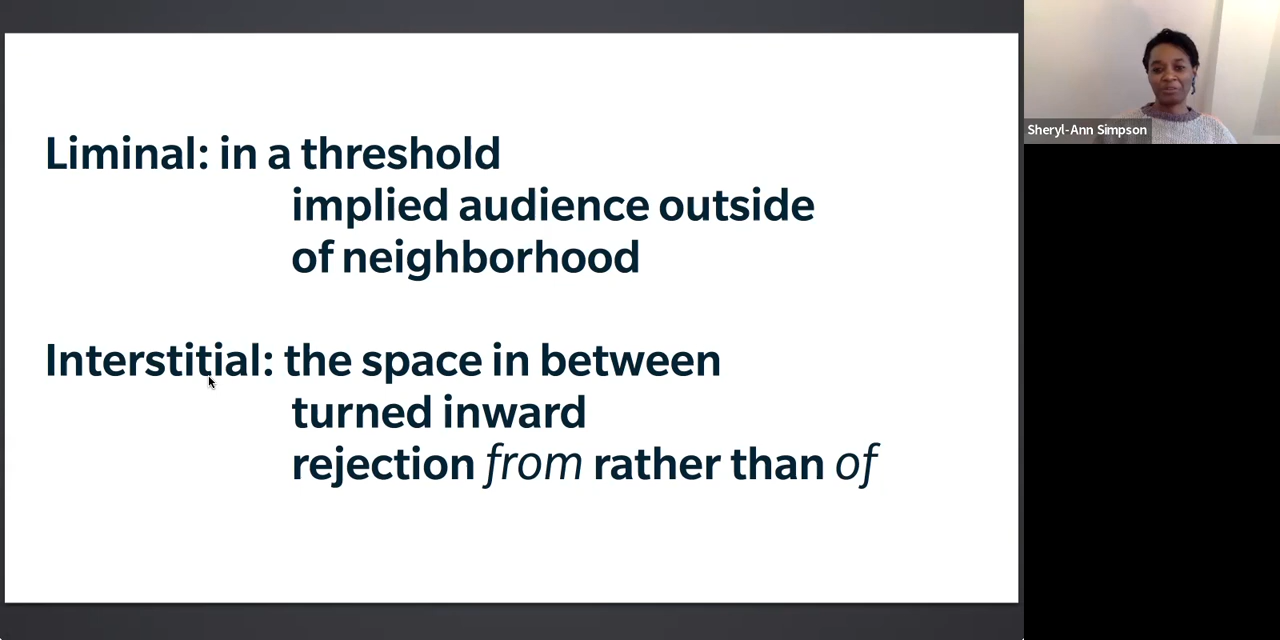 Liminal: in a threshold
implied audience outside
of neighborhood
Interstitial: the space in between
turned inward
rejection from rather than of
Sheryl-Ann Simpson